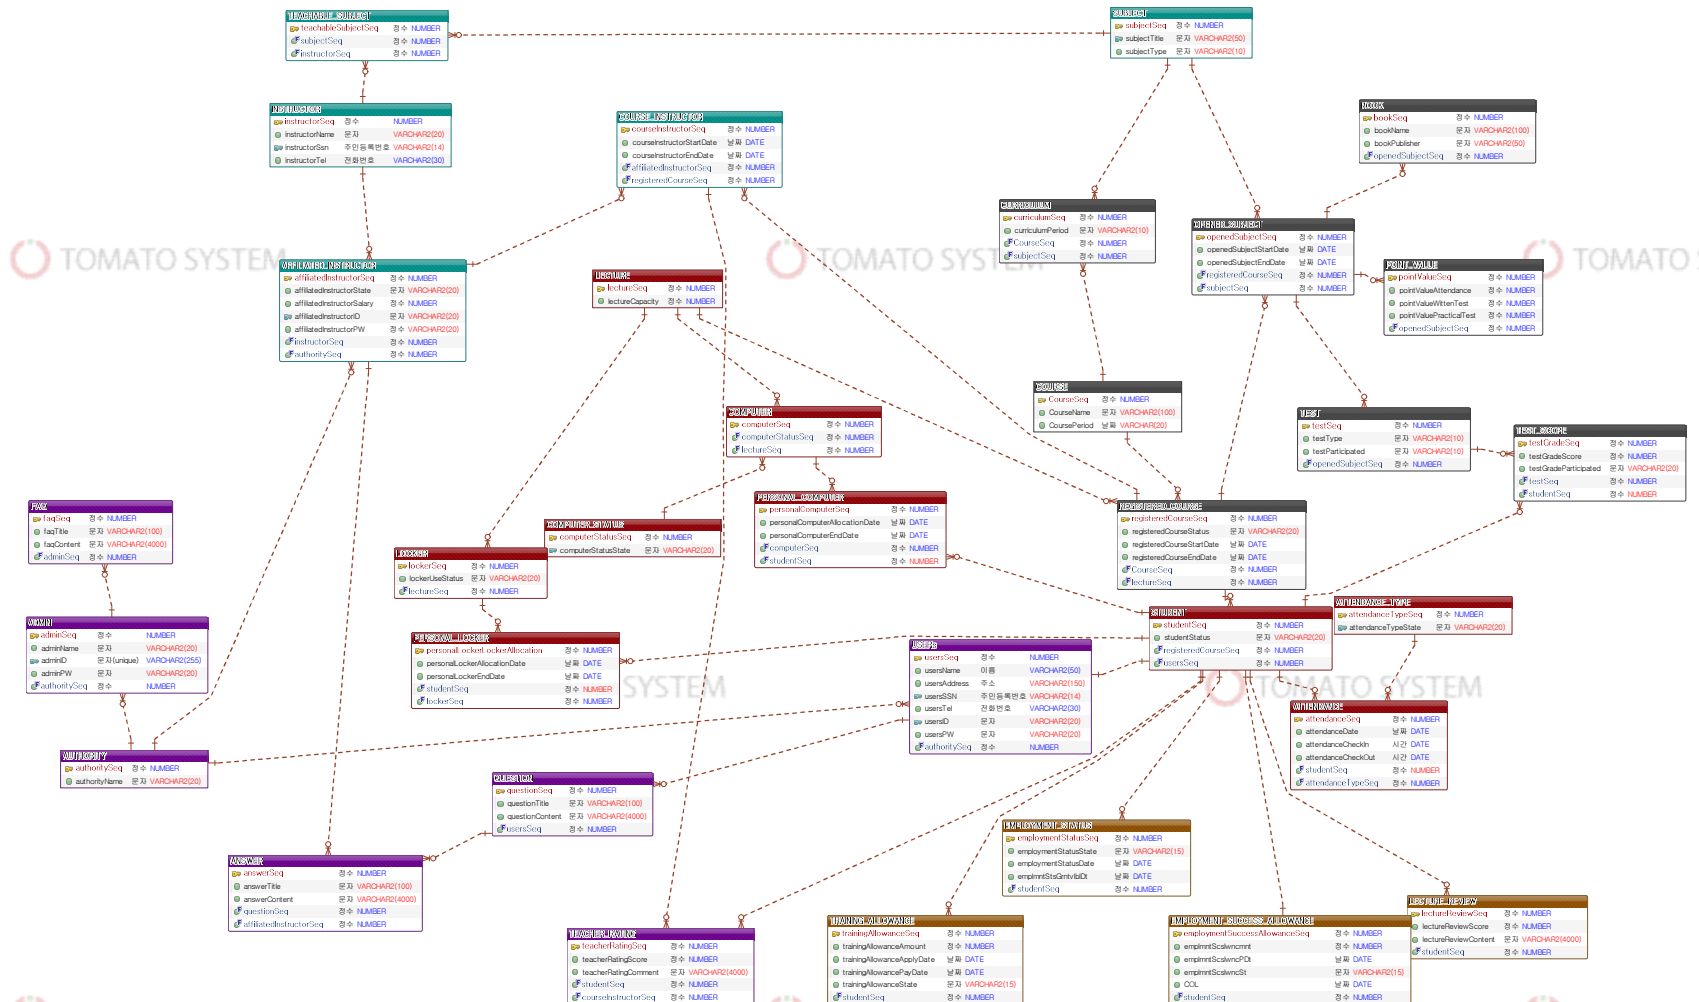 TEACHABLE_SUBJECT
teachableSubjectSeq 정수 NUMBER
subjectSeq 정수 NUMBER
instructorSeq 정수 NUMBER
SUBJECT
subjectSeq 정수 NUMBER
subjectTitle 문자 VARCHAR2(50)
subjectType 문자 VARCHAR2(10)
INSTRUCTOR
instructorSeq 정수 NUMBER
instructorName 문자 VARCHAR2(20)
instructorSsn 주민등록번호 VARCHAR2(14)
instructorTel 전화번호 VARCHAR2(30)
COURSE_INSTRUCTOR
courseInstructorSeq 정수 NUMBER
courseInstructorStartDate 날짜 DATE
courseInstructorEndDate 날짜 DATE
affiliatedInstructorSeq 정수 NUMBER
registeredCourseSeq 정수 NUMBER
BOOK
bookSeq 정수 NUMBER
bookName 문자 VARCHAR2(100)
bookPublisher 문자 VARCHAR2(50)
openedSubjectSeq 정수 NUMBER
CURRICULUM
curriculumSeq 정수 NUMBER
curriculumPeriod 문자 VARCHAR2(10)
CourseSeq 정수 NUMBER
subjectSeq 정수 NUMBER
OPENED_SUBJECT
openedSubjectSeq 정수 NUMBER
openedSubjectStartDate 날짜 DATE
openedSubjectEndDate 날짜 DATE
registeredCourseSeq 정수 NUMBER
subjectSeq 정수 NUMBER
TOMATO SYSTEM
TOMATO SYSTEM
TOMATO
AFFILIATED_INSTRUCTOR
affiliatedInstructorSeq 정수 NUMBER
affiliatedInstructorState 문자 VARCHAR2(20)
affiliatedInstructorSalary 정수 NUMBER
affiliatedInstructorID 문자 VARCHAR2(20)
affiliatedInstructorPW 문자 VARCHAR2(20)
instructorSeq 정수 NUMBER
authoritySeq 정수 NUMBER
LECTURE
lectureSeq 정수 NUMBER
lectureCapacity 정수 NUMBER
POINT_VALUE
pointValueSeq 정수 NUMBER
pointValueAttendance 정수 NUMBER
pointValueWittenTest 정수 NUMBER
pointValuePracticalTest 정수 NUMBER
openedSubjectSeq 정수 NUMBER
COURSE
CourseSeq 정수 NUMBER
CourseName 문자 VARCHAR2(100)
CoursePeriod 날짜 VARCHAR(20)
COMPUTER
computerSeq 정수 NUMBER
computerStatusSeq 정수 NUMBER
lectureSeq 정수 NUMBER
TEST
testSeq 정수 NUMBER
testType 문자 VARCHAR2(10)
testParticipated 문자 VARCHAR2(10)
openedSubjectSeq 정수 NUMBER
TEST_SCORE
testGradeSeq 정수 NUMBER
testGradeScore 정수 NUMBER
testGradeParticipated 문자 VARCHAR2(20)
testSeq 정수 NUMBER
studentSeq 정수 NUMBER
FAQ
faqSeq 정수 NUMBER
faqTitle 문자 VARCHAR2(100)
faqContent 문자 VARCHAR2(4000)
adminSeq 정수 NUMBER
PERSONAL_COMPUTER
personalComputerSeq 정수 NUMBER
personalComputerAllocationDate 날짜 DATE
personalComputerEndDate 날짜 DATE
computerSeq 정수 NUMBER
studentSeq 정수 NUMBER
REGISTERED_COURSE
registeredCourseSeq 정수 NUMBER
registeredCourseStatus 문자 VARCHAR2(20)
registeredCourseStartDate 날짜 DATE
registeredCourseEndDate 날짜 DATE
CourseSeq 정수 NUMBER
lectureSeq 정수 NUMBER
COMPUTER_STATUS
computerStatusSeq 정수 NUMBER
computerStatusState 문자 VARCHAR2(20)
LOCKER
lockerSeq 정수 NUMBER
lockerUseStatus 문자 VARCHAR2(20)
lectureSeq 정수 NUMBER
ADMIN
adminSeq 정수 NUMBER
adminName 문자 VARCHAR2(20)
adminID 문자(unique) VARCHAR2(255)
adminPW 문자 VARCHAR2(20)
authoritySeq 정수 NUMBER
PERSONAL_LOCKER
personalLockerLockerAllocation 정수 NUMBER
personalLockerAllocationDate 날짜 DATE
personalLockerEndDate 날짜 DATE
studentSeq 정수 NUMBER
lockerSeq 정수 NUMBER
STUDENT
studentSeq 정수 NUMBER
studentStatus 문자 VARCHAR2(20)
registeredCourseSeq 정수 NUMBER
usersSeq 정수 NUMBER
ATTENDANCE_TYPE
attendanceTypeSeq 정수 NUMBER
attendanceTypeState 문자 VARCHAR2(20)
USERS
usersSeq 정수 NUMBER
usersName 이름 VARCHAR2(50)
usersAddress 주소 VARCHAR2(150)
usersSSN 주민등록번호 VARCHAR2(14)
usersTel 전화번호 VARCHAR2(30)
usersID 문자 VARCHAR2(20)
usersPW 문자 VARCHAR2(20)
authoritySeq 정수 NUMBER
SYSTEM
TOMATO SYSTEM
ATTENDANCE
attendanceSeq 정수 NUMBER
attendanceDate 날짜 DATE
attendanceCheckIn 시간 DATE
attendanceCheckOut 시간 DATE
studentSeq 정수 NUMBER
attendanceTypeSeq 정수 NUMBER
AUTHORITY
authoritySeq 정수 NUMBER
authorityName 문자 VARCHAR2(20)
QUESTION
questionSeq 정수 NUMBER
questionTitle 문자 VARCHAR2(100)
questionContent 문자 VARCHAR2(4000)
usersSeq 정수 NUMBER
EMPLOYMENT_STATUS
employmentStatusSeq 정수 NUMBER
employmentStatusState 문자 VARCHAR2(15)
employmentStatusDate 날짜 DATE
emplmntStsGrntvlblDt 날짜 DATE
studentSeq 정수 NUMBER
ANSWER
answerSeq 정수 NUMBER
answerTitle 문자 VARCHAR2(100)
answerContent 문자 VARCHAR2(4000)
questionSeq 정수 NUMBER
affiliatedInstructorSeq 정수 NUMBER
LECTURE_REVIEW
lectureReviewSeq 정수 NUMBER
lectureReviewScore 정수 NUMBER
lectureReviewContent 문자 VARCHAR2(4000)
studentSeq 정수 NUMBER
TEACHER_RATING
teacherRatingSeq 정수 NUMBER
teacherRatingScore 정수 NUMBER
teacherRatingComment 문자 VARCHAR2(4000)
studentSeq 정수 NUMBER
courseInstructorSeq 정수 NUMBER
TRAINING_ALLOWANCE
trainingAllowanceSeq 정수 NUMBER
trainingAllowanceAmount 정수 NUMBER
trainingAllowanceApplyDate 날짜 DATE
trainingAllowancePayDate 날짜 DATE
trainingAllowanceState 문자 VARCHAR2(15)
studentSeq 정수 NUMBER
EMPLOYMENT_SUCCESS_ALLOWANCE
employmentSuccessAllowanceSeq 정수 NUMBER
emplmntScslwncmnt 정수 NUMBER
emplmntScslwncPDt 날짜 DATE
emplmntScslwncSt 문자 VARCHAR2(15)
COL 날짜 DATE
studentSeq 정수 NUMBER